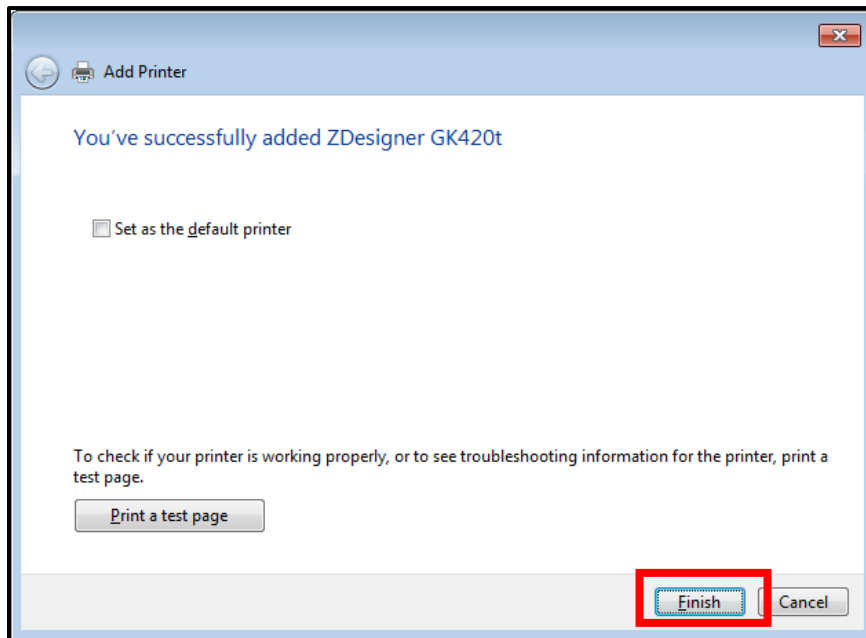 Add Printer
You've successfully added ZDesigner GK420t
Set as the default printer
To check if your printer is working properly, or to see troubleshooting information for the printer, print a
test page.
Print a test page
Finish Cancel